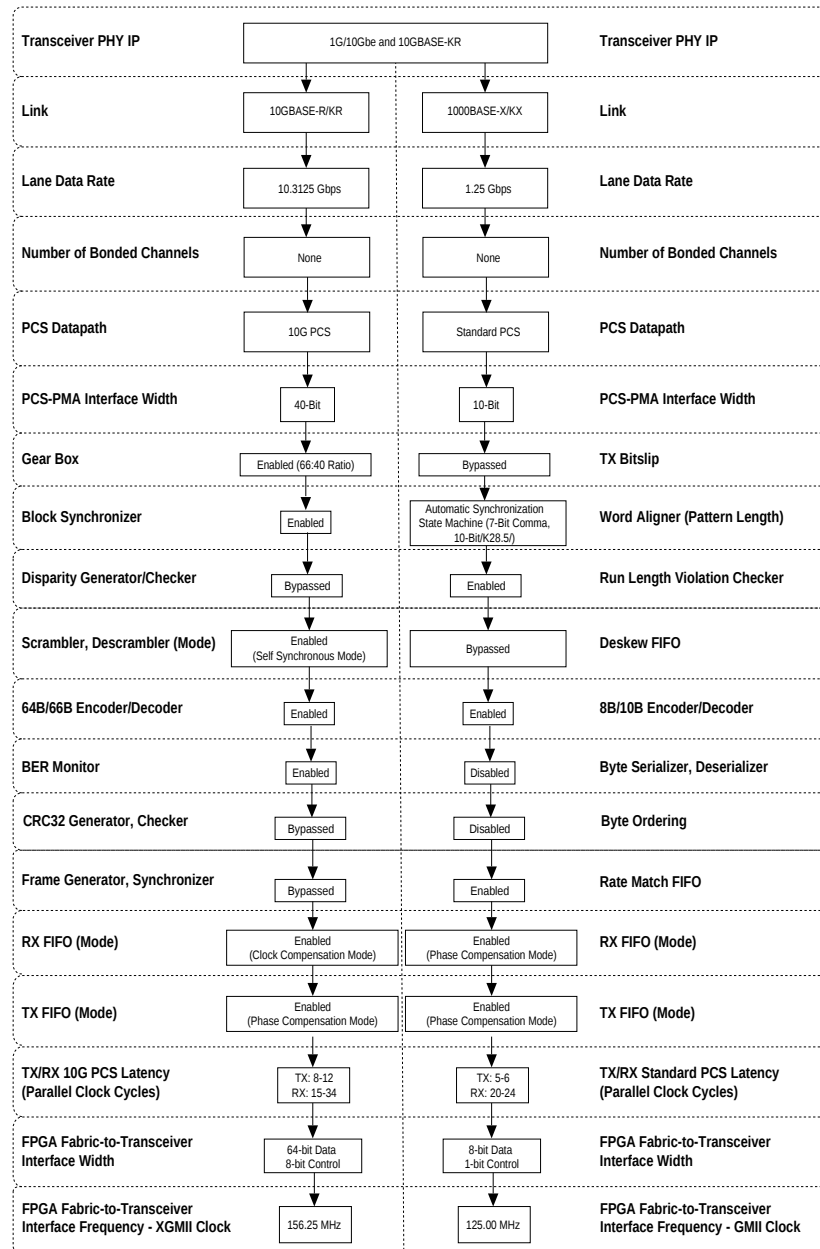 Transceiver PHY IP
1G/10Gbe and 10GBASE-KR
Transceiver PHY IP
Link
10GBASE-R/KR
1000BASE-X/KX
Link
Lane Data Rate
10.3125 Gbps
1.25 Gbps
Lane Data Rate
Number of Bonded Channels
None
None
Number of Bonded Channels
PCS Datapath
10G PCS
Standard PCS
PCS Datapath
PCS-PMA Interface Width
40-Bit
10-Bit
PCS-PMA Interface Width
Gear Box
Enabled (66:40 Ratio)
Bypassed
TX Bitslip
Block Synchronizer
Enabled
Automatic Synchronization
State Machine (7-Bit Comma,
10-Bit/K28.5/)
Word Aligner (Pattern Length)
Disparity Generator/Checker
Bypassed
Enabled
Run Length Violation Checker
Scrambler, Descrambler (Mode)
Enabled
(Self Synchronous Mode)
Bypassed
Deskew FIFO
64B/66B Encoder/Decoder
Enabled
Enabled
8B/10B Encoder/Decoder
BER Monitor
Enabled
Disabled
Byte Serializer, Deserializer
CRC32 Generator, Checker
Bypassed
Disabled
Byte Ordering
Frame Generator, Synchronizer
Bypassed
Enabled
Rate Match FIFO
RX FIFO (Mode)
Enabled
(Clock Compensation Mode)
Enabled
(Phase Compensation Mode)
RX FIFO (Mode)
TX FIFO (Mode)
Enabled
(Phase Compensation Mode)
Enabled
(Phase Compensation Mode)
TX FIFO (Mode)
TX/RX 10G PCS Latency
(Parallel Clock Cycles)
TX: 8-12
RX: 15-34
TX: 5-6
RX: 20-24
TX/RX Standard PCS Latency
(Parallel Clock Cycles)
FPGA Fabric-to-Transceiver
Interface Width
64-bit Data
8-bit Control
8-bit Data
1-bit Control
FPGA Fabric-to-Transceiver
Interface Width
FPGA Fabric-to-Transceiver
Interface Frequency - XGMII Clock
156.25 MHz
125.00 MHz
FPGA Fabric-to-Transceiver
Interface Frequency - GMII Clock